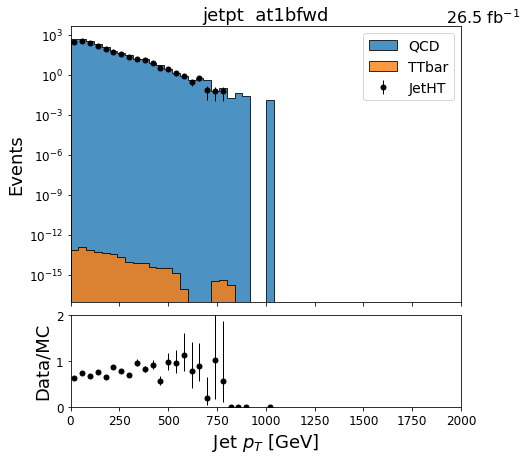 jetpt at1bfwd
26.5 fb⁻¹
QCD
TTbar
JetHT
Events
10³
10⁰
10⁻³
10⁻⁶
10⁻⁹
10⁻¹²
10⁻¹⁵
Data/MC
2
1
0
0 250 500 750 1000 1250 1500 1750 2000
Jet p_T [GeV]